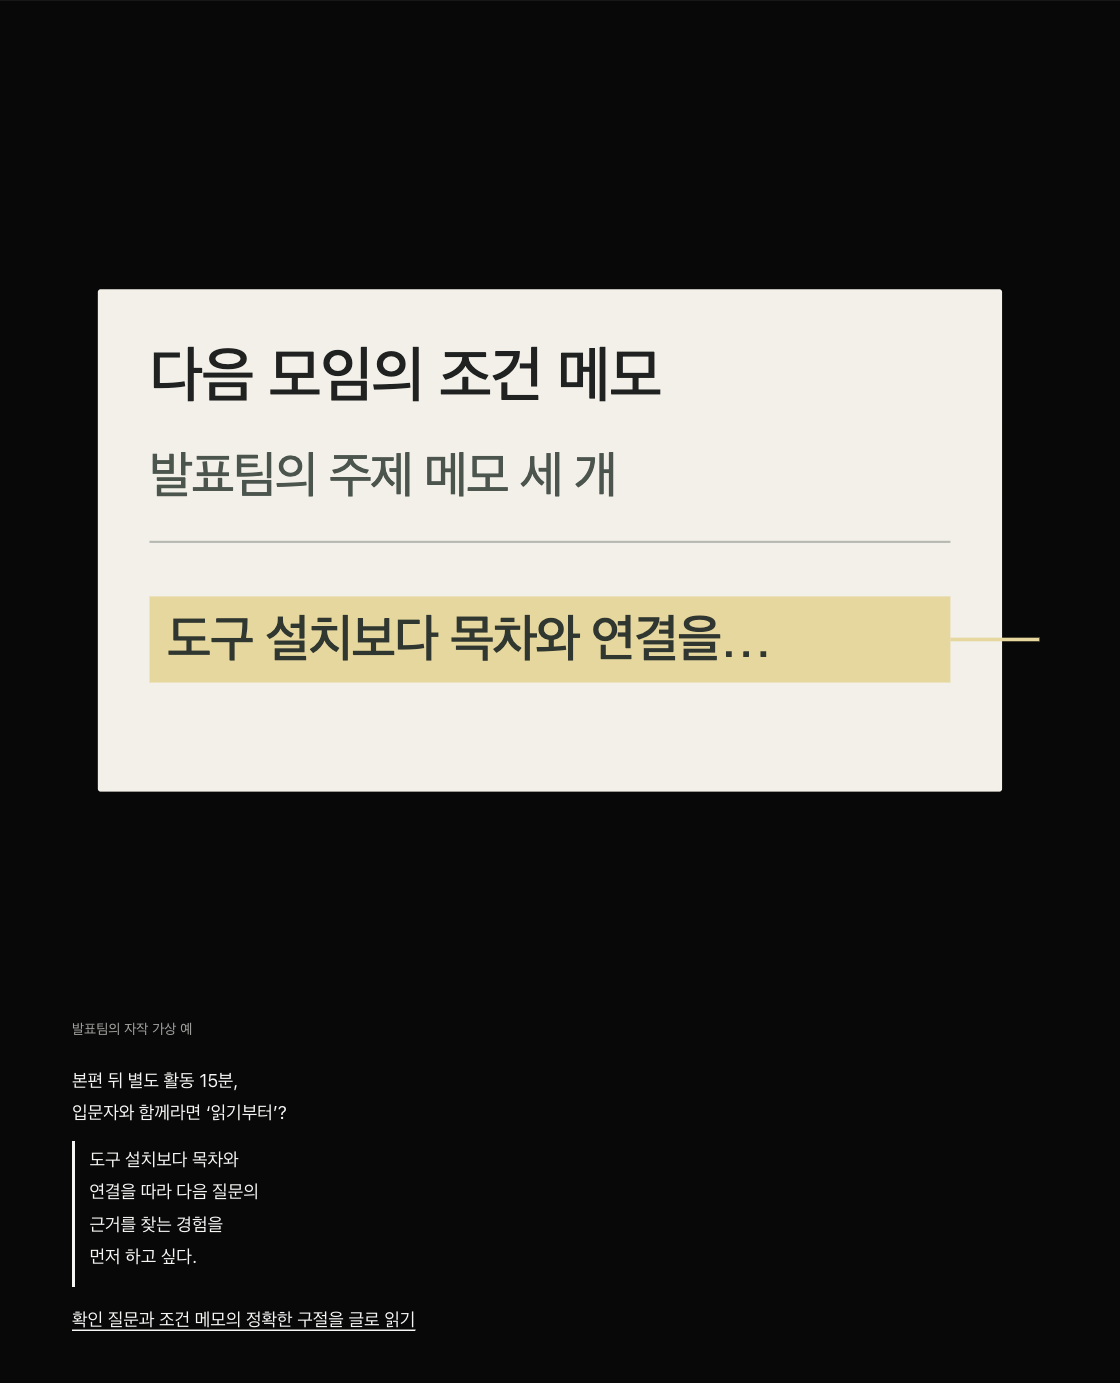 다음 모임의 조건 메모
발표팀의 주제 메모 세 개
도구 설치보다 목차와 연결을...
발표팀의 자작 가상 예
본편 뒤 별도 활동 15분,
입문자와 함께라면 ‘읽기부터’?
도구 설치보다 목차와
연결을 따라 다음 질문의
근거를 찾는 경험을
먼저 하고 싶다.
확인 질문과 조건 메모의 정확한 구절을 글로 읽기